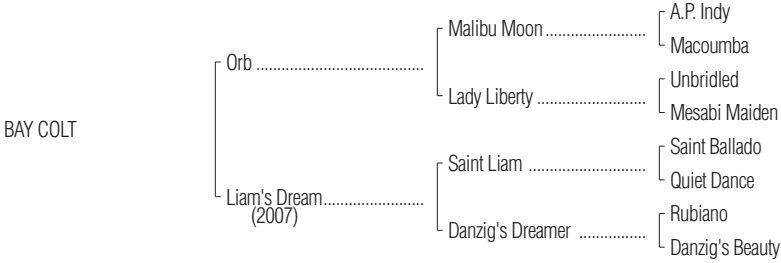 A.P. Indy
Malibu Moon ........................
Macoumba
Orb .......................................
Unbridled
Lady Liberty ..........................
Mesabi Maiden
BAY COLT
Saint Ballado
Saint Liam ............................
Quiet Dance
Liam's Dream........................
(2007)
Rubiano
Danzig's Dreamer ................
Danzig's Beauty